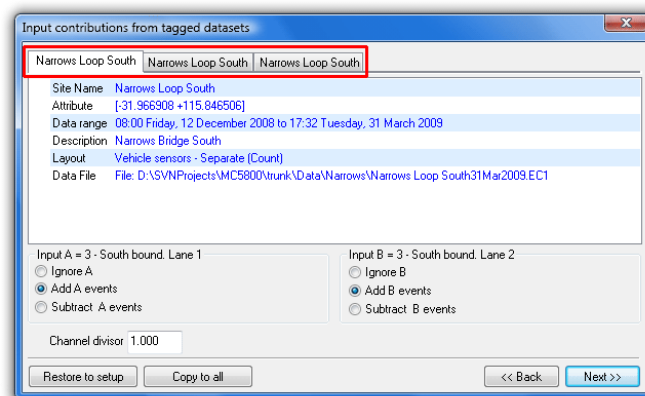 Input contributions from tagged datasets
Narrows Loop South Narrows Loop South Narrows Loop South
Site Name Narrows Loop South
Attribute [-31.966908 +115.846506]
Data range 08:00 Friday, 12 December 2008 to 17:32 Tuesday, 31 March 2009
Description Narrows Bridge South
Layout Vehicle sensors - Separate (Count)
Data File File: D:\SVNProjects\MC5800\trunk\Data\Narrows\Narrows Loop South31Mar2009.EC1
Input A = 3 - South bound. Lane 1
Ignore A
Add A events
Subtract A events
Input B = 3 - South bound. Lane 2
Ignore B
Add B events
Subtract B events
Channel divisor 1.000
Restore to setup Copy to all << Back Next >>